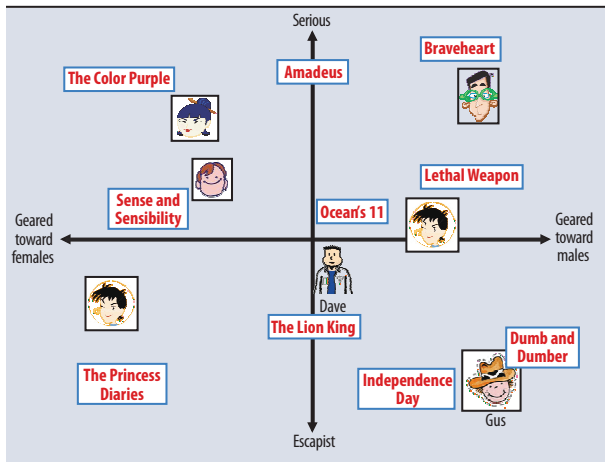 Serious
Braveheart
The Color Purple
Amadeus
Lethal Weapon
Sense and
Sensibility
Ocean's 11
Geared
toward
females
Geared
toward
males
Dave
The Lion King
Dumb and
Dumber
The Princess
Diaries
Independence
Day
Gus
Escapist